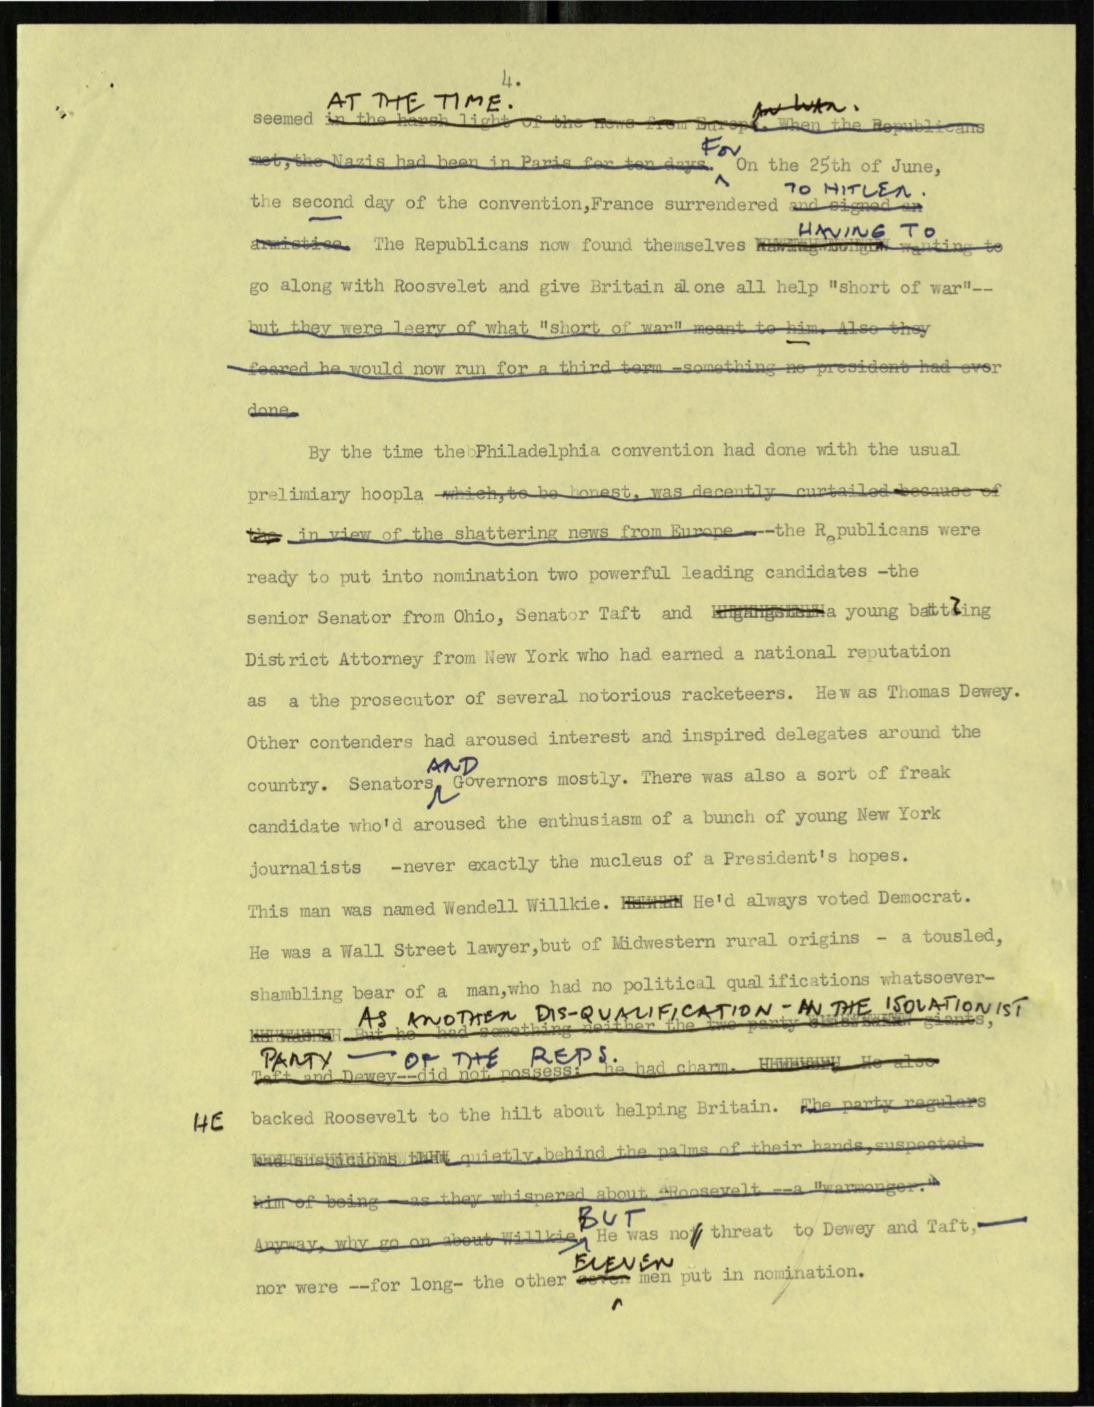 4.
AT THE TIME.
AN WAR.
seemed in the harsh light of the news from Europe. When the Republicans
FOR
met,the Nazis had been in Paris for ten days. On the 25th of June,
TO HITLER.
the second day of the convention,France surrendered and signed an
HAVING TO
armistice. The Republicans now found themselves wanting to
go along with Roosvelet and give Britain alone all help "short of war"--
but they were leery of what "short of war" meant to him. Also they
feared he would now run for a third term -something no president had ever
done.
By the time the Philadelphia convention had done with the usual
prelimiary hoopla which,to be honest, was decently curtailed because of
the in view of the shattering news from Europe ---the Republicans were
ready to put into nomination two powerful leading candidates -the
senior Senator from Ohio, Senator Taft and a young battling
District Attorney from New York who had earned a national reputation
as a the prosecutor of several notorious racketeers. He was Thomas Dewey.
Other contenders had aroused interest and inspired delegates around the
AND
country. Senators, Governors mostly. There was also a sort of freak
candidate who'd aroused the enthusiasm of a bunch of young New York
journalists -never exactly the nucleus of a President's hopes.
This man was named Wendell Willkie. He'd always voted Democrat.
He was a Wall Street lawyer,but of Midwestern rural origins - a tousled,
shambling bear of a man,who had no political qualifications whatsoever-
AS ANOTHER DIS-QUALIFICATION - IN THE ISOLATIONIST
But he had something neither the two party giants,
PARTY — OF THE REPS.
Taft and Dewey--did not possess: he had charm. He also
HE backed Roosevelt to the hilt about helping Britain. The party regulars
had suspicions that quietly,behind the palms of their hands,suspected
him of being -as they whispered about Roosevelt --a "warmonger."
BUT
Anyway, why go on about Willkie. He was no threat to Dewey and Taft,
ELEVEN
nor were --for long- the other seven men put in nomination.